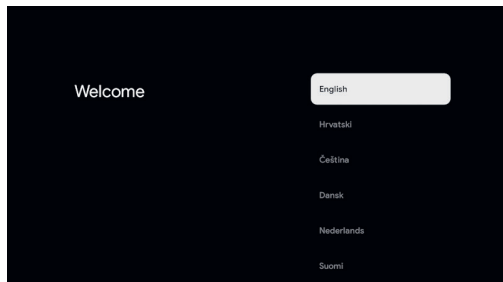 Welcome
English
Hrvatski
Čeština
Dansk
Nederlands
Suomi